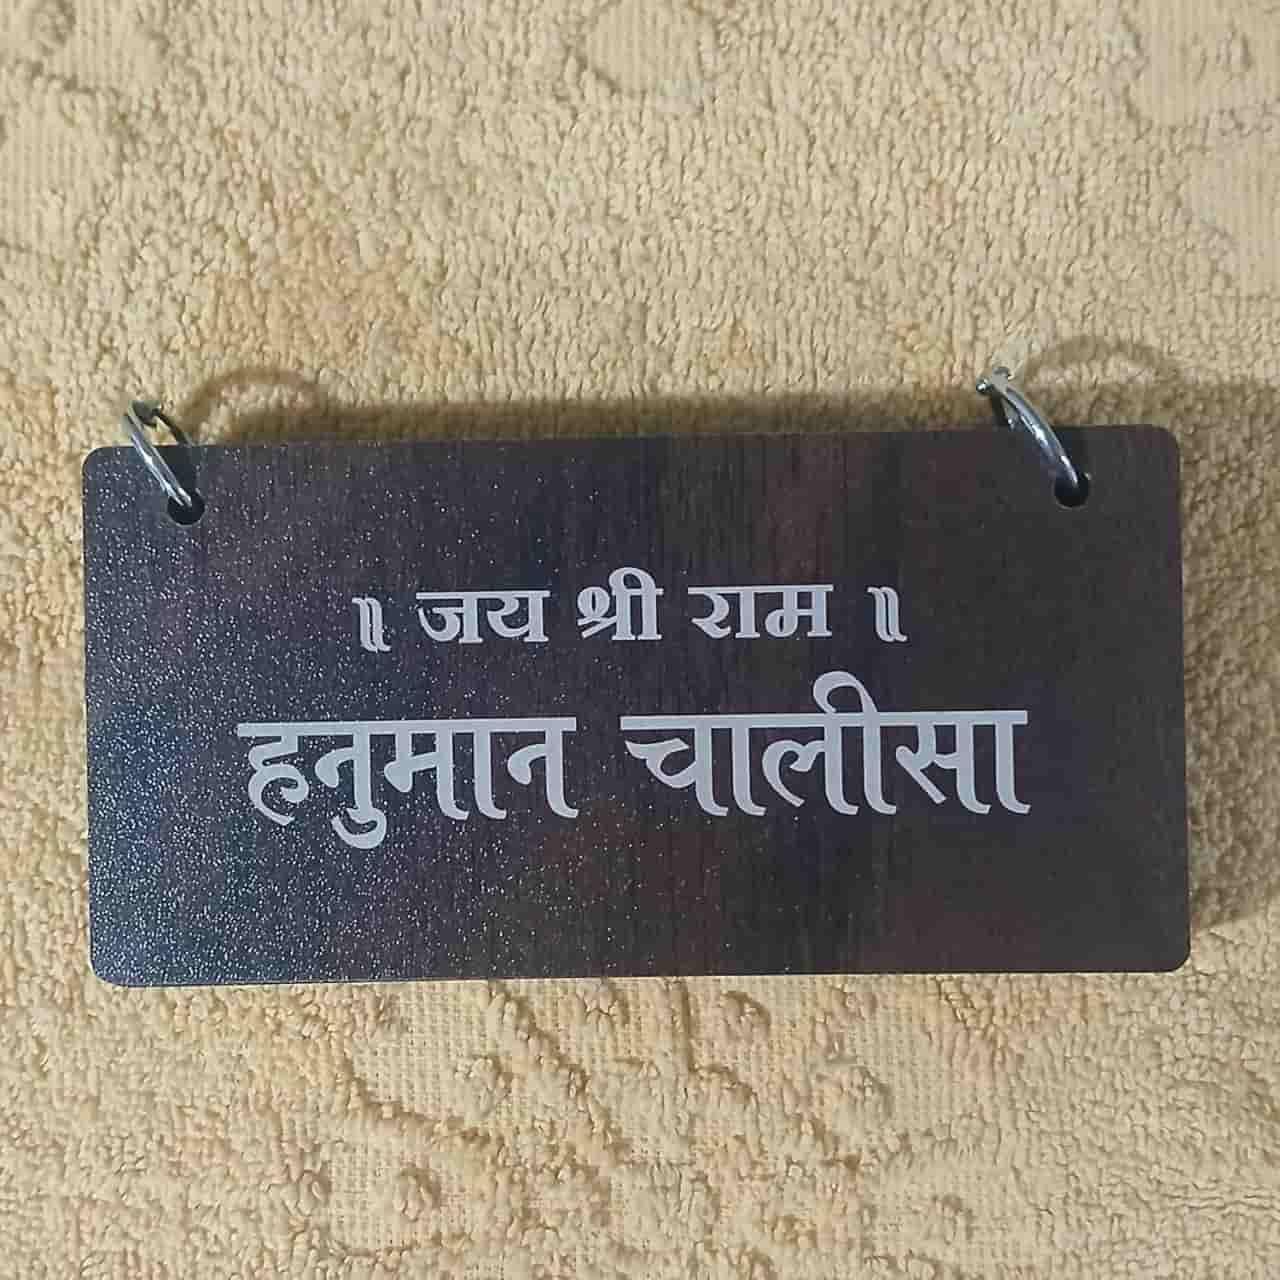 ॥ जय श्री राम ॥
हनुमान चालीसा